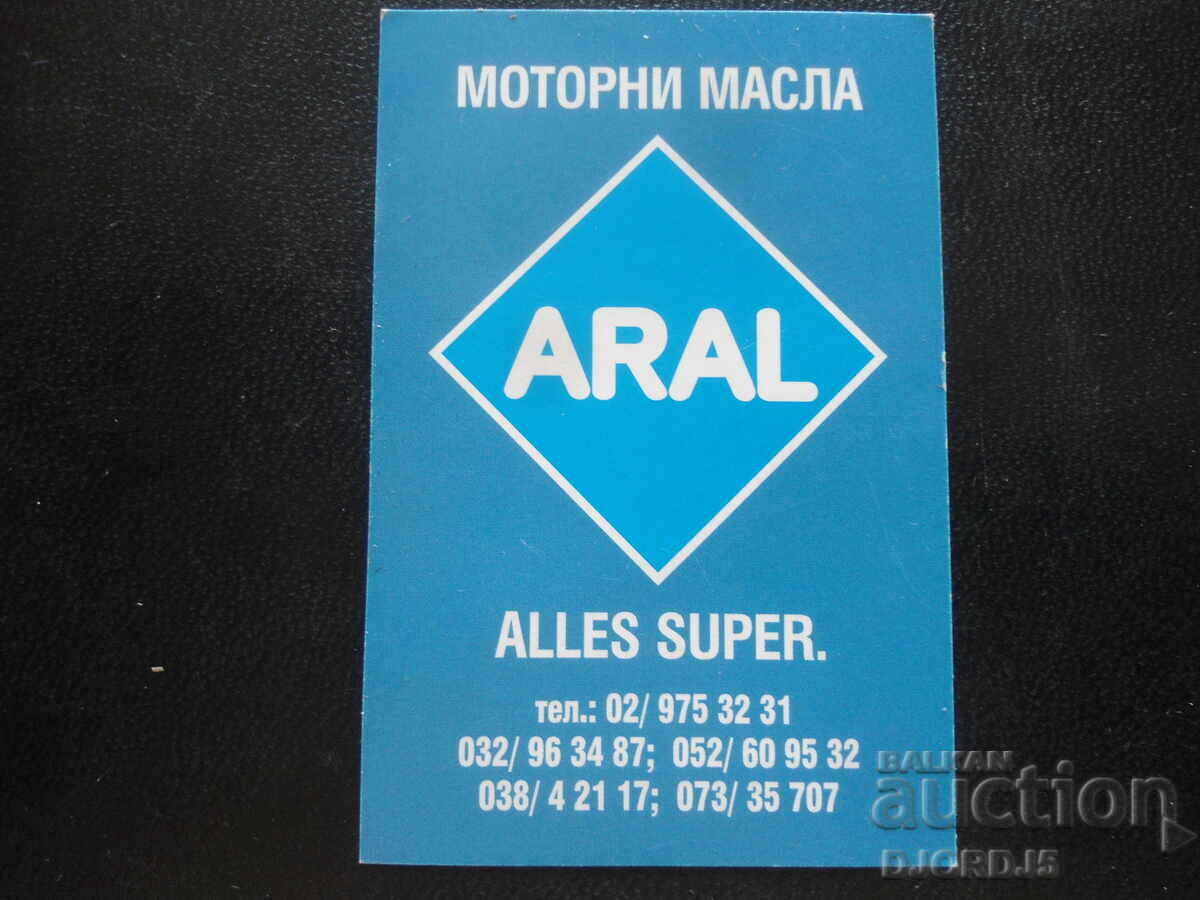 МОТОРНИ МАСЛА
ARAL
ALLES SUPER.
тел.: 02/ 975 32 31
032/ 96 34 87; 052/ 60 95 32
038/ 4 21 17; 073/ 35 707
BALKAN
auction
DJORDJ5